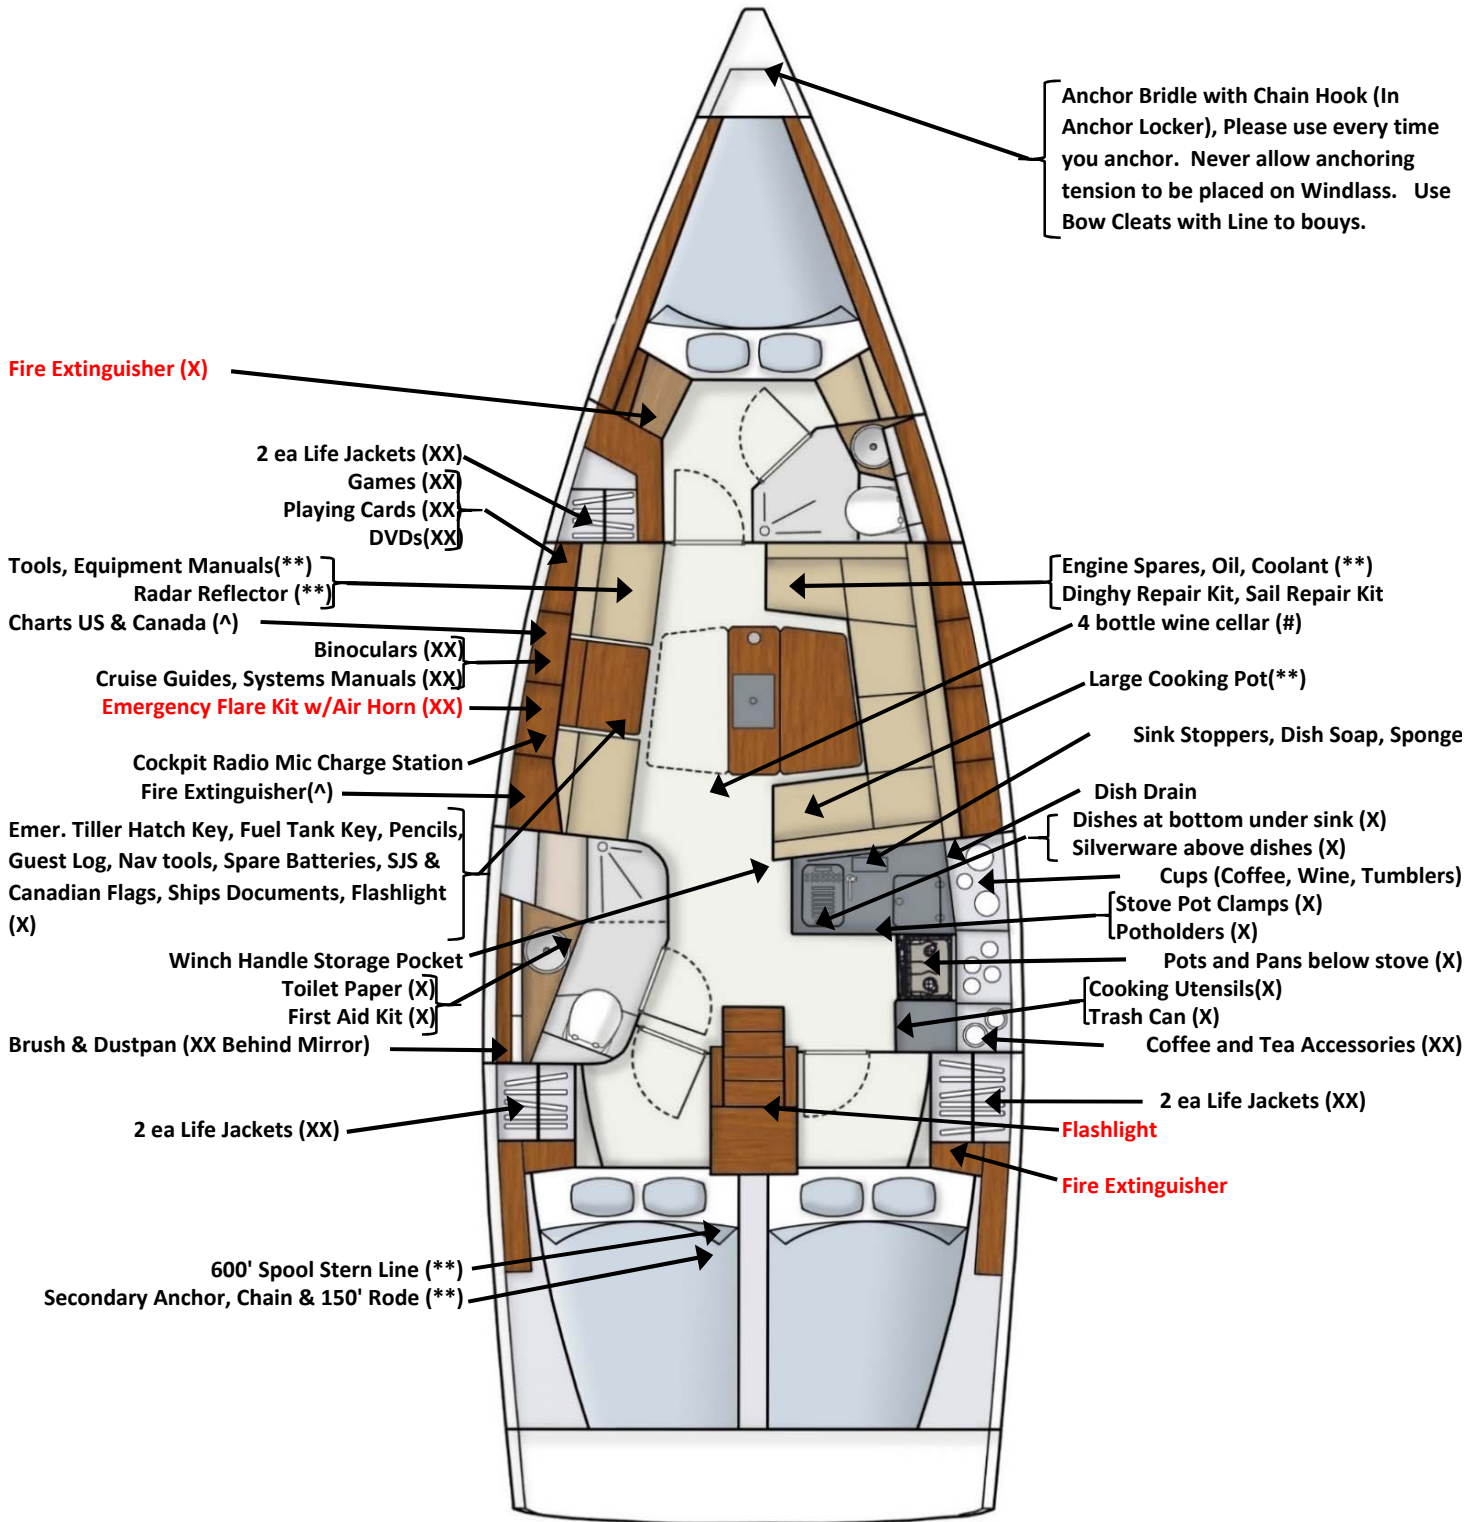 Anchor Bridle with Chain Hook (In
Anchor Locker), Please use every time
you anchor.  Never allow anchoring
tension to be placed on Windlass.   Use
Bow Cleats with Line to bouys.
Fire Extinguisher (X)
2 ea Life Jackets (XX)
Games (XX)
Playing Cards (XX
DVDs(XX)
Tools, Equipment Manuals(**)
Radar Reflector (**)
Charts US & Canada (^)
Binoculars (XX)
Cruise Guides, Systems Manuals (XX)
Emergency Flare Kit w/Air Horn (XX)
Cockpit Radio Mic Charge Station
Fire Extinguisher(^)
Emer. Tiller Hatch Key, Fuel Tank Key, Pencils,
Guest Log, Nav tools, Spare Batteries, SJS &
Canadian Flags, Ships Documents, Flashlight
(X)
Winch Handle Storage Pocket
Toilet Paper (X)
First Aid Kit (X)
Brush & Dustpan (XX Behind Mirror)
2 ea Life Jackets (XX)
600' Spool Stern Line (**)
Secondary Anchor, Chain & 150' Rode (**)
Engine Spares, Oil, Coolant (**)
Dinghy Repair Kit, Sail Repair Kit
4 bottle wine cellar (#)
Large Cooking Pot(**)
Sink Stoppers, Dish Soap, Sponge
Dish Drain
Dishes at bottom under sink (X)
Silverware above dishes (X)
Cups (Coffee, Wine, Tumblers)
Stove Pot Clamps (X)
Potholders (X)
Pots and Pans below stove (X)
Cooking Utensils(X)
Trash Can (X)
Coffee and Tea Accessories (XX)
2 ea Life Jackets (XX)
Flashlight
Fire Extinguisher